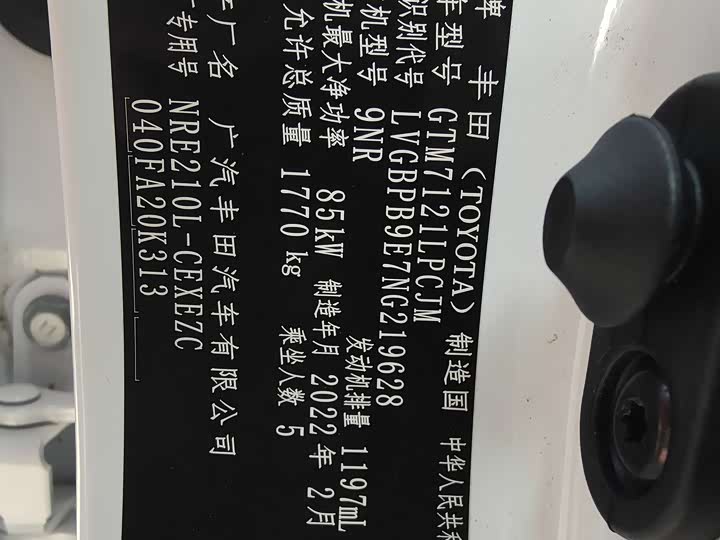 牌 丰田（TOYOTA） 制造国 中华人民共和
车型号 GTM7121LPCJM
识别代号 LVGBPB9E7NG219628
机型号 9NR 发动机排量 1197mL
机最大净功率 85kW 制造年月 2022年2月
允许总质量 1770kg 乘坐人数 5
厂名 广汽丰田汽车有限公司
专用号 NRE210L-CEXEZC
040FA20K313